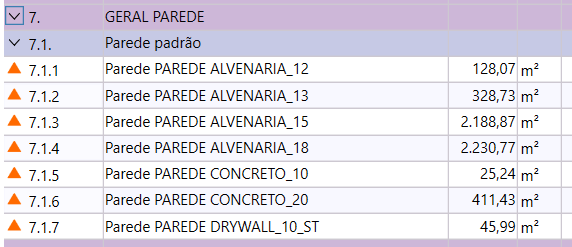 7. GERAL PAREDE
7.1. Parede padrão
7.1.1 Parede PAREDE ALVENARIA_12 128,07 m²
7.1.2 Parede PAREDE ALVENARIA_13 328,73 m²
7.1.3 Parede PAREDE ALVENARIA_15 2.188,87 m²
7.1.4 Parede PAREDE ALVENARIA_18 2.230,77 m²
7.1.5 Parede PAREDE CONCRETO_10 25,24 m²
7.1.6 Parede PAREDE CONCRETO_20 411,43 m²
7.1.7 Parede PAREDE DRYWALL_10_ST 45,99 m²